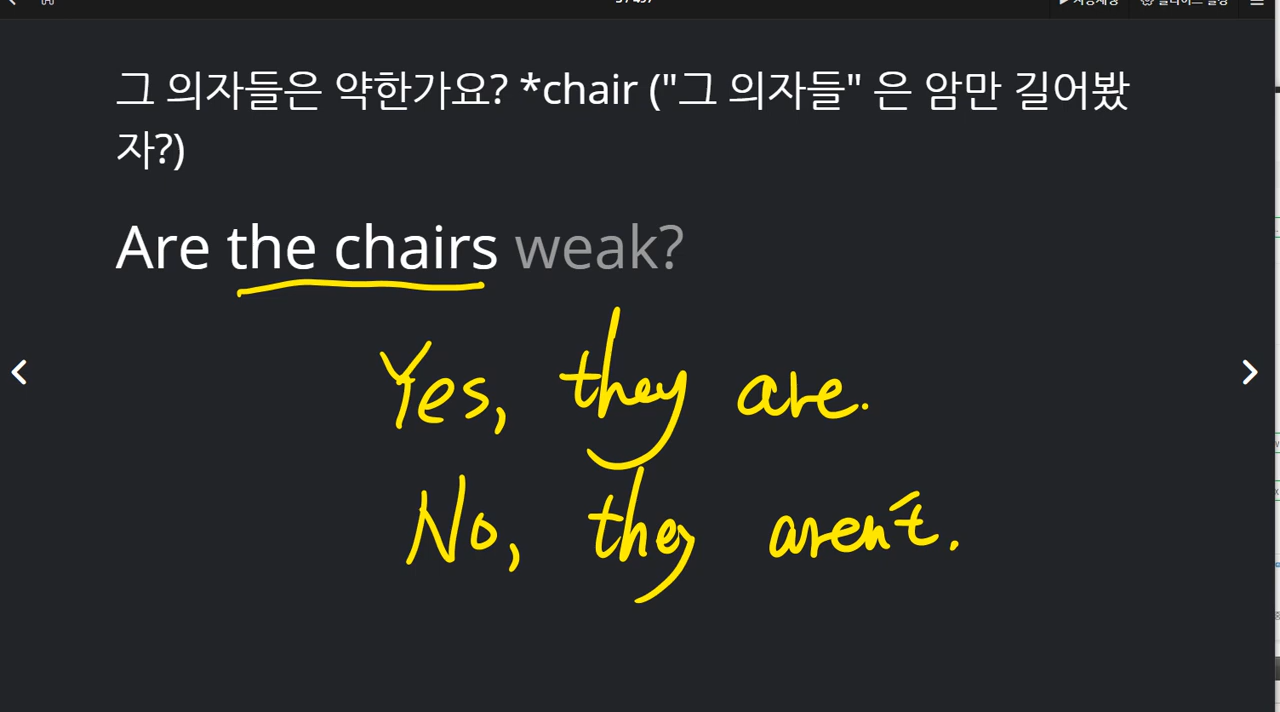 그 의자들은 약한가요? *chair ("그 의자들" 은 암만 길어봤
자?)
Are the chairs weak?
Yes, they are.
No, they aren't.